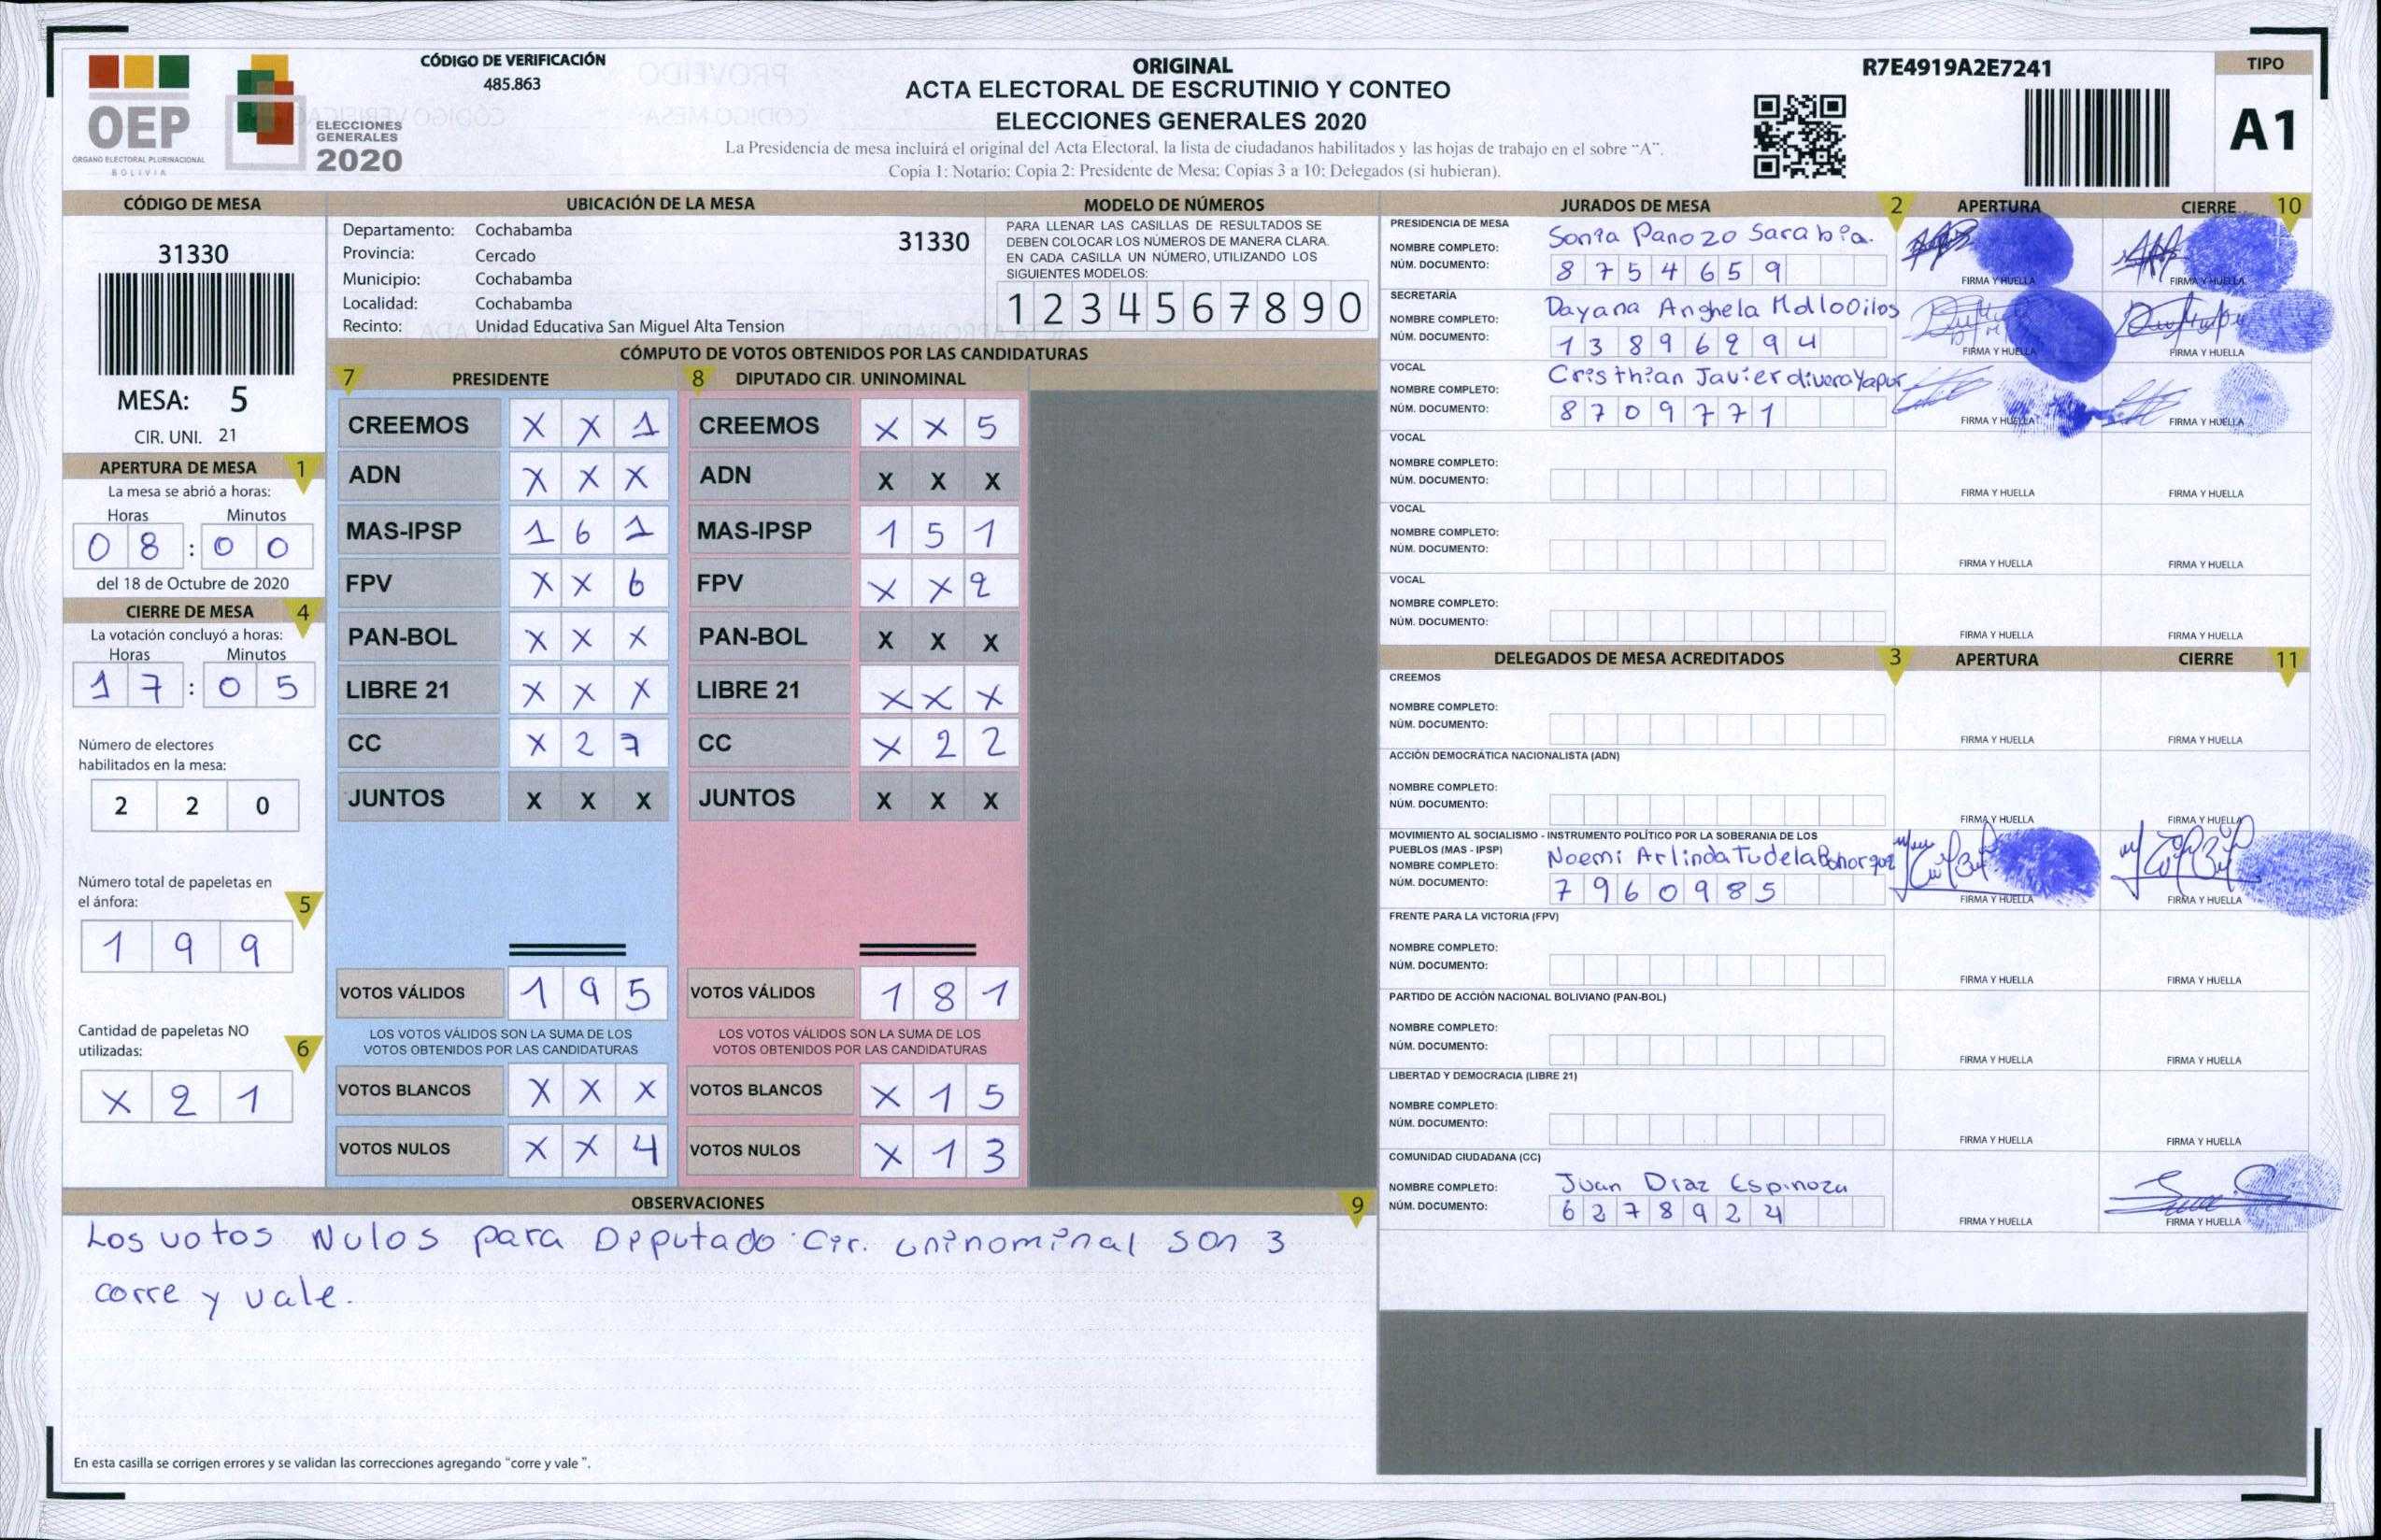 OEP
ÓRGANO ELECTORAL PLURINACIONAL
BOLIVIA
ELECCIONES
GENERALES
2020
CÓDIGO DE VERIFICACIÓN
485.863
ORIGINAL
ACTA ELECTORAL DE ESCRUTINIO Y CONTEO
ELECCIONES GENERALES 2020
La Presidencia de mesa incluirá el original del Acta Electoral, la lista de ciudadanos habilitados y las hojas de trabajo en el sobre “A”.
Copia 1: Notario; Copia 2: Presidente de Mesa; Copias 3 a 10: Delegados (si hubieran).
R7E4919A2E7241
TIPO
A1
CÓDIGO DE MESA
31330
MESA: 5
CIR. UNI. 21
APERTURA DE MESA 1
La mesa se abrió a horas:
Horas Minutos
0 8 : 0 0
del 18 de Octubre de 2020
CIERRE DE MESA 4
La votación concluyó a horas:
Horas Minutos
1 7 : 0 5
Número de electores
habilitados en la mesa:
2 2 0
Número total de papeletas en
el ánfora: 5
1 9 9
Cantidad de papeletas NO
utilizadas: 6
X 2 1
UBICACIÓN DE LA MESA
Departamento: Cochabamba 31330
Provincia: Cercado
Municipio: Cochabamba
Localidad: Cochabamba
Recinto: Unidad Educativa San Miguel Alta Tension
MODELO DE NÚMEROS
PARA LLENAR LAS CASILLAS DE RESULTADOS SE
DEBEN COLOCAR LOS NÚMEROS DE MANERA CLARA.
EN CADA CASILLA UN NÚMERO, UTILIZANDO LOS
SIGUIENTES MODELOS:
1 2 3 4 5 6 7 8 9 0
CÓMPUTO DE VOTOS OBTENIDOS POR LAS CANDIDATURAS
7 PRESIDENTE 8 DIPUTADO CIR. UNINOMINAL
CREEMOS X X 1 CREEMOS X X 5
ADN X X X ADN X X X
MAS-IPSP 1 6 1 MAS-IPSP 1 5 1
FPV X X 6 FPV X X 2
PAN-BOL X X X PAN-BOL X X X
LIBRE 21 X X X LIBRE 21 X X X
CC X 2 7 CC X 2 2
JUNTOS X X X JUNTOS X X X
VOTOS VÁLIDOS 1 9 5 VOTOS VÁLIDOS 1 8 1
LOS VOTOS VÁLIDOS SON LA SUMA DE LOS LOS VOTOS VÁLIDOS SON LA SUMA DE LOS
VOTOS OBTENIDOS POR LAS CANDIDATURAS VOTOS OBTENIDOS POR LAS CANDIDATURAS
VOTOS BLANCOS X X X VOTOS BLANCOS X 1 5
VOTOS NULOS X X 4 VOTOS NULOS X 1 3
OBSERVACIONES 9
Los votos Nulos para Diputado Cir. uninominal son 3
corre y vale.
En esta casilla se corrigen errores y se validan las correcciones agregando “corre y vale ”.
JURADOS DE MESA 2 APERTURA CIERRE 10
PRESIDENCIA DE MESA
NOMBRE COMPLETO: Sonia Panozo Sarabia.
NÚM. DOCUMENTO: 8 7 5 4 6 5 9
FIRMA Y HUELLA FIRMA Y HUELLA
SECRETARÍA
NOMBRE COMPLETO: Dayana Anghela
NÚM. DOCUMENTO: 1 3 8 9 6 2 9 4
FIRMA Y HUELLA FIRMA Y HUELLA
VOCAL
NOMBRE COMPLETO: Cristhian Javier
NÚM. DOCUMENTO: 8 7 0 9 7 7 1
FIRMA Y HUELLA FIRMA Y HUELLA
VOCAL
NOMBRE COMPLETO:
NÚM. DOCUMENTO:
FIRMA Y HUELLA FIRMA Y HUELLA
VOCAL
NOMBRE COMPLETO:
NÚM. DOCUMENTO:
FIRMA Y HUELLA FIRMA Y HUELLA
VOCAL
NOMBRE COMPLETO:
NÚM. DOCUMENTO:
FIRMA Y HUELLA FIRMA Y HUELLA
DELEGADOS DE MESA ACREDITADOS 3 APERTURA CIERRE 11
CREEMOS
NOMBRE COMPLETO:
NÚM. DOCUMENTO:
FIRMA Y HUELLA FIRMA Y HUELLA
ACCIÓN DEMOCRÁTICA NACIONALISTA (ADN)
NOMBRE COMPLETO:
NÚM. DOCUMENTO:
FIRMA Y HUELLA FIRMA Y HUELLA
MOVIMIENTO AL SOCIALISMO - INSTRUMENTO POLÍTICO POR LA SOBERANIA DE LOS
PUEBLOS (MAS - IPSP)
NOMBRE COMPLETO: Noemi Arlinda Tudela
NÚM. DOCUMENTO: 7 9 6 0 9 8 5
FIRMA Y HUELLA FIRMA Y HUELLA
FRENTE PARA LA VICTORIA (FPV)
NOMBRE COMPLETO:
NÚM. DOCUMENTO:
FIRMA Y HUELLA FIRMA Y HUELLA
PARTIDO DE ACCIÓN NACIONAL BOLIVIANO (PAN-BOL)
NOMBRE COMPLETO:
NÚM. DOCUMENTO:
FIRMA Y HUELLA FIRMA Y HUELLA
LIBERTAD Y DEMOCRACIA (LIBRE 21)
NOMBRE COMPLETO:
NÚM. DOCUMENTO:
FIRMA Y HUELLA FIRMA Y HUELLA
COMUNIDAD CIUDADANA (CC)
NOMBRE COMPLETO: Juan Diaz Espinoza
NÚM. DOCUMENTO: 6 2 7 8 9 2 4
FIRMA Y HUELLA FIRMA Y HUELLA